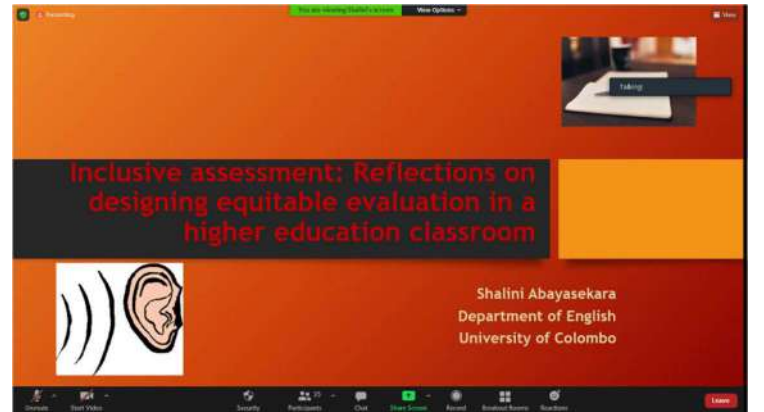 Recording
You are viewing Shalini's screen
View Options
View
Talking:
Inclusive assessment: Reflections on
designing equitable evaluation in a
higher education classroom
Shalini Abayasekara
Department of English
University of Colombo
Unmute
Start Video
Security
Participants
35
Chat
Share Screen
Record
Breakout Rooms
Reactions
Leave